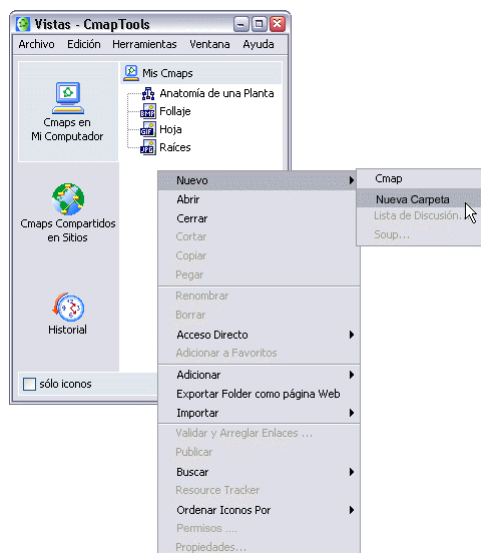 Vistas - CmapTools
Archivo Edición Herramientas Ventana Ayuda
Mis Cmaps
Anatomía de una Planta
BMP Follaje
GIF Hoja
JPG Raíces
Cmaps en
Mi Computador
Cmaps Compartidos
en Sitios
Historial
sólo iconos
Nuevo
Abrir
Cerrar
Cortar
Copiar
Pegar
Renombrar
Borrar
Acceso Directo
Adicionar a Favoritos
Adicionar
Exportar Folder como página Web
Importar
Validar y Arreglar Enlaces ...
Publicar
Buscar
Resource Tracker
Ordenar Iconos Por
Permisos ....
Propiedades...
Cmap
Nueva Carpeta
Lista de Discusión...
Soup...